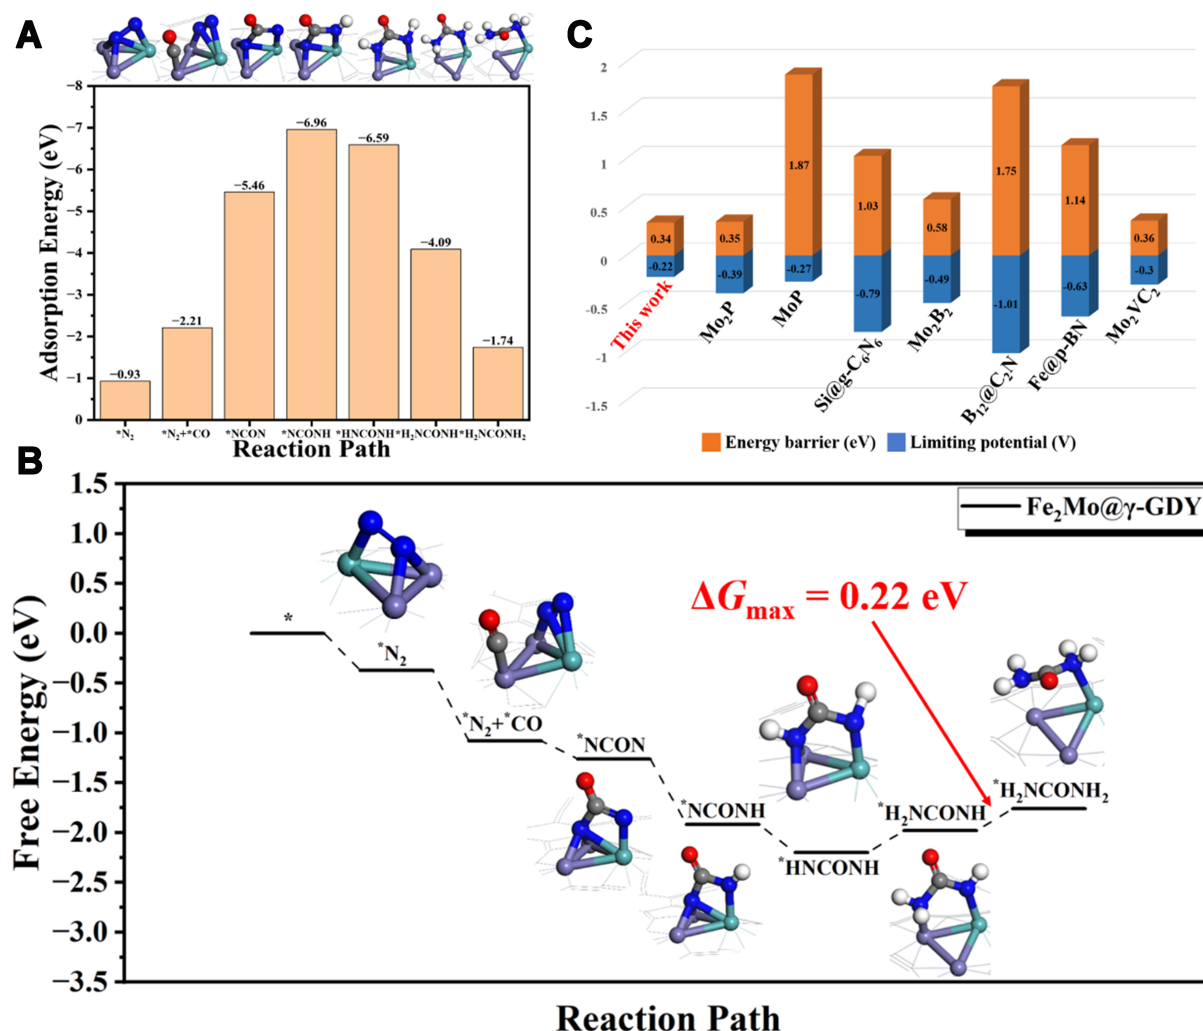 A
−8
−7
−6
−5
−4
−3
−2
−1
0
Adsorption Energy (eV)
−0.93
−2.21
−5.46
−6.96
−6.59
−4.09
−1.74
*N₂
*N₂+*CO
*NCON
*NCONH
*HNCONH
*H₂NCONH
*H₂NCONH₂
Reaction Path
C
2
1.5
1
0.5
0
-0.5
-1
-1.5
0.34
0.35
1.87
1.03
0.58
1.75
1.14
0.36
-0.22
-0.39
-0.27
-0.79
-0.49
-1.01
-0.63
-0.3
This work
Mo₂P
MoP
Si@g-C₆N₆
Mo₂B₂
B₁₂@C₂N
Fe@p-BN
Mo₂VC₂
Energy barrier (eV)
Limiting potential (V)
B
1.5
1.0
0.5
0.0
−0.5
−1.0
−1.5
−2.0
−2.5
−3.0
−3.5
Free Energy (eV)
Fe₂Mo@γ-GDY
ΔGmax = 0.22 eV
*
*N₂
*N₂+*CO
*NCON
*NCONH
*HNCONH
*H₂NCONH
*H₂NCONH₂
Reaction Path